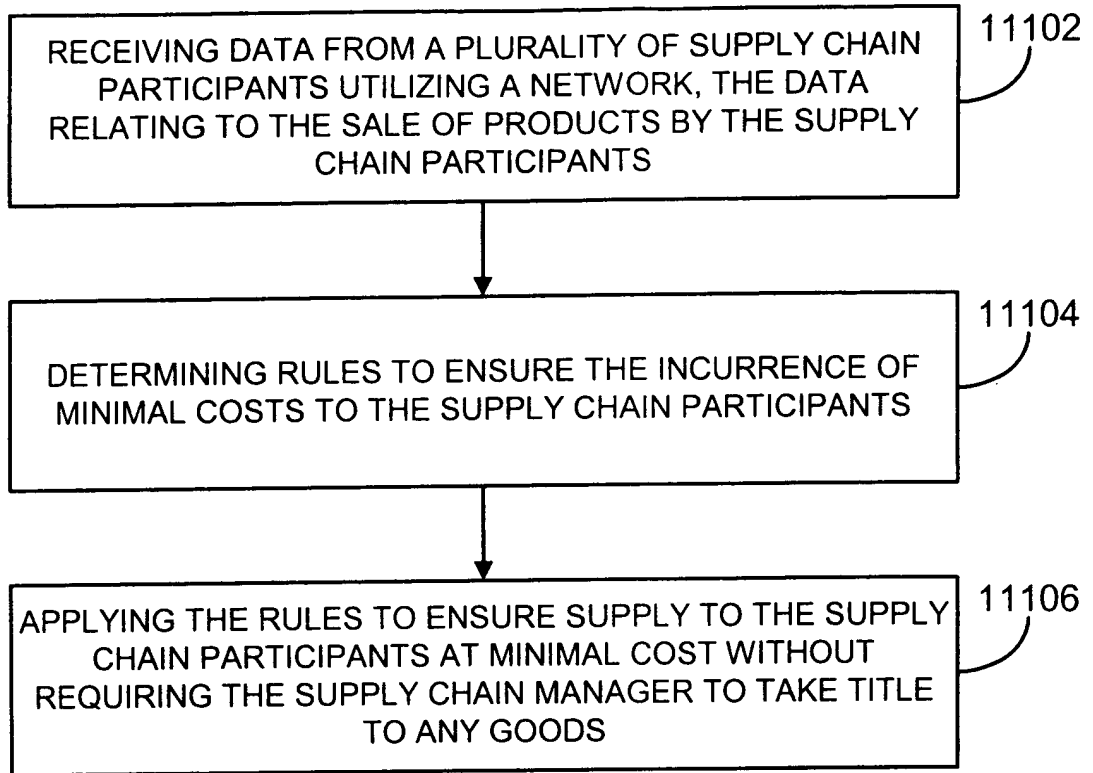 RECEIVING DATA FROM A PLURALITY OF SUPPLY CHAIN
PARTICIPANTS UTILIZING A NETWORK, THE DATA
RELATING TO THE SALE OF PRODUCTS BY THE SUPPLY
CHAIN PARTICIPANTS
11102
DETERMINING RULES TO ENSURE THE INCURRENCE OF
MINIMAL COSTS TO THE SUPPLY CHAIN PARTICIPANTS
11104
APPLYING THE RULES TO ENSURE SUPPLY TO THE SUPPLY
CHAIN PARTICIPANTS AT MINIMAL COST WITHOUT
REQUIRING THE SUPPLY CHAIN MANAGER TO TAKE TITLE
TO ANY GOODS
11106